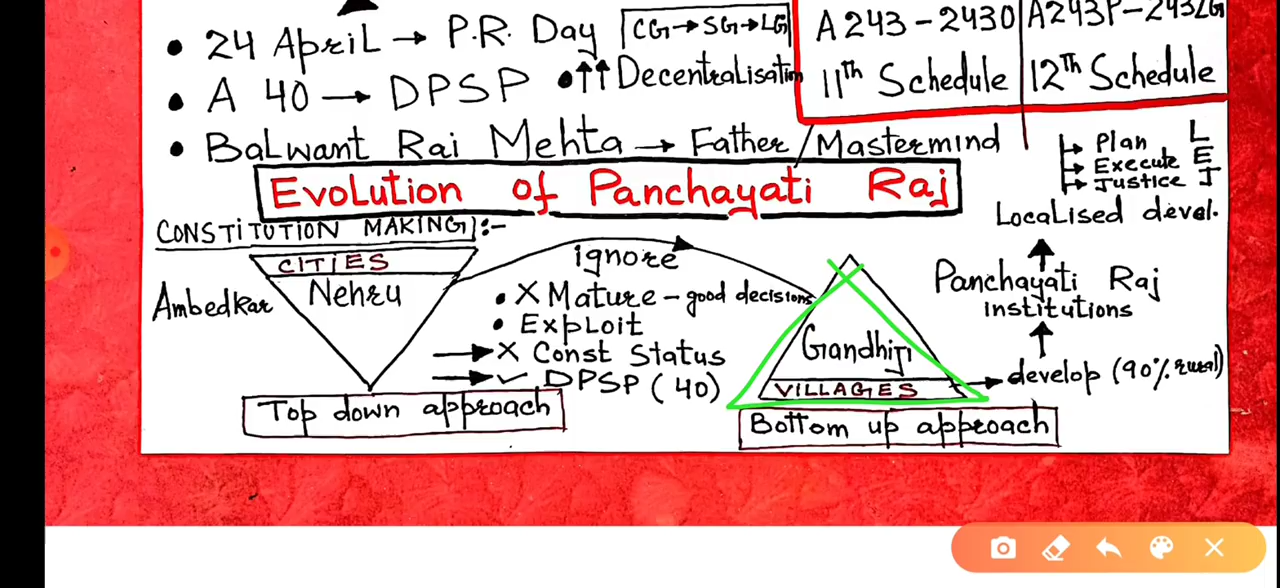 • 24 April → P.R. Day CG→SG→LG
A 243 - 243O A243P - 243ZG
• A 40 → DPSP •↑↑ Decentralisation
11th Schedule 12th Schedule
• Balwant Rai Mehta → Father / Mastermind
→ Plan L
→ Execute E
→ Justice J
Evolution of Panchayati Raj
Localised devel.
CONSTITUTION MAKING :-
CITIES
Nehru
Ambedkar
Top down approach
ignore
• X Mature - good decisions
• Exploit
→ X Const Status
→ ✓ DPSP (40)
Gandhiji
VILLAGES
Bottom up approach
Panchayati Raj
institutions
→ develop (90% rural)